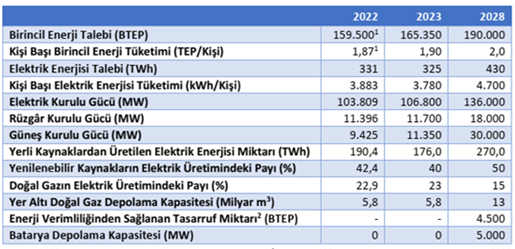 2022 2023 2028
Birincil Enerji Talebi (BTEP) 159.500¹ 165.350 190.000
Kişi Başı Birincil Enerji Tüketimi (TEP/Kişi) 1,87¹ 1,90 2,0
Elektrik Enerjisi Talebi (TWh) 331 325 430
Kişi Başı Elektrik Enerjisi Tüketimi (kWh/Kişi) 3.883 3.780 4.700
Elektrik Kurulu Gücü (MW) 103.809 106.800 136.000
Rüzgâr Kurulu Gücü (MW) 11.396 11.700 18.000
Güneş Kurulu Gücü (MW) 9.425 11.350 30.000
Yerli Kaynaklardan Üretilen Elektrik Enerjisi Miktarı (TWh) 190,4 176,0 270,0
Yenilenebilir Kaynakların Elektrik Üretimindeki Payı (%) 42,4 40 50
Doğal Gazın Elektrik Üretimindeki Payı (%) 22,9 23 15
Yer Altı Doğal Gaz Depolama Kapasitesi (Milyar m³) 5,8 5,8 13
Enerji Verimliliğinden Sağlanan Tasarruf Miktarı² (BTEP) - - 4.500
Batarya Depolama Kapasitesi (MW) 0 0 5.000